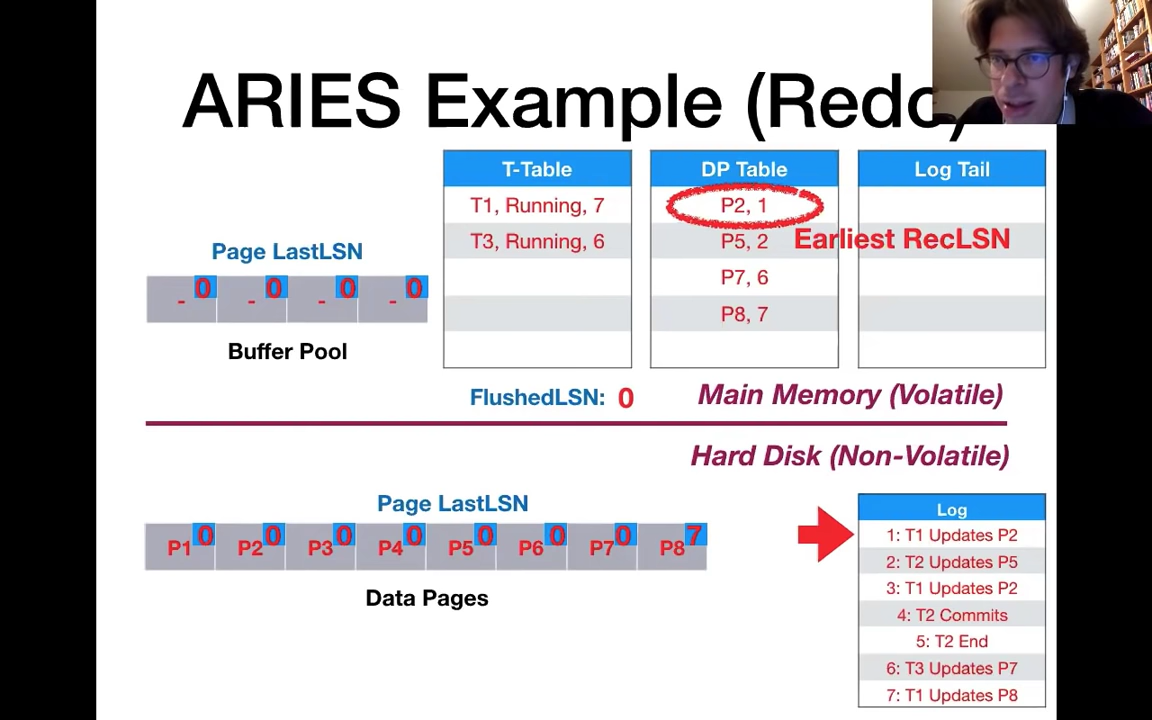 ARIES Example (Redo)
T-Table
T1, Running, 7
T3, Running, 6
DP Table
P2, 1
P5, 2
P7, 6
P8, 7
Log Tail
Earliest RecLSN
Page LastLSN
0 0 0 0
- - - -
Buffer Pool
FlushedLSN: 0
Main Memory (Volatile)
Hard Disk (Non-Volatile)
Page LastLSN
0 0 0 0 0 0 0 7
P1 P2 P3 P4 P5 P6 P7 P8
Data Pages
Log
1: T1 Updates P2
2: T2 Updates P5
3: T1 Updates P2
4: T2 Commits
5: T2 End
6: T3 Updates P7
7: T1 Updates P8